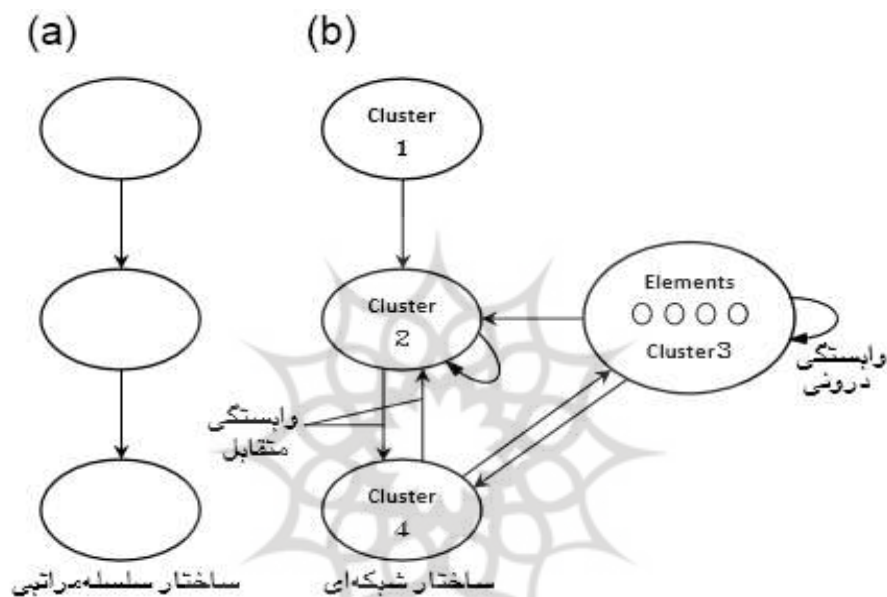 (a)
(b)
Cluster
1
Cluster
2
Elements
Cluster3
وابستگی
درونی
وابستگی
متقابل
Cluster
4
ساختار سلسله‌مراتبی
ساختار شبکه‌ای